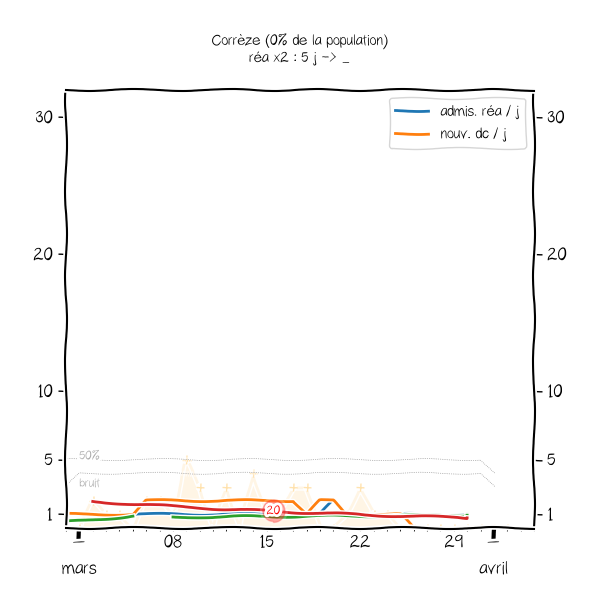 Corrèze (0% de la population)
réa x2 : 5 j -> _
admis. réa / j
nouv. dc / j
30
30
20
20
10
10
5
5
50%
bruit
1
1
20
08
15
22
29
mars
avril